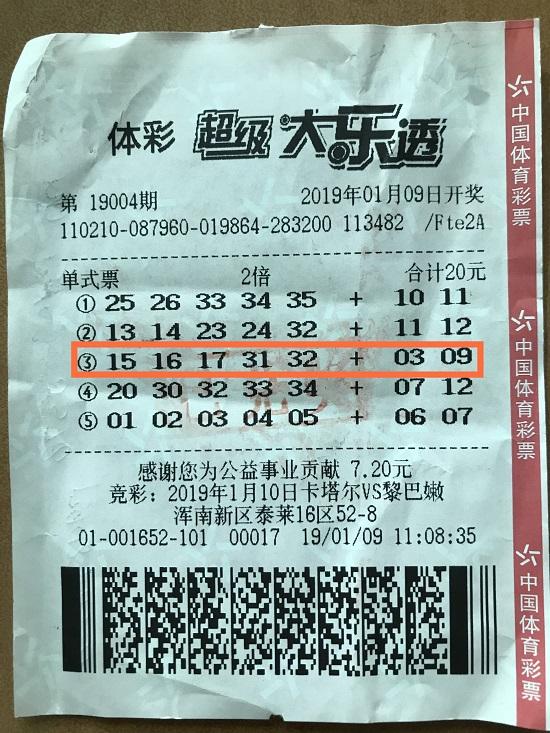 体彩 超级大乐透
第 19004期 2019年01月09日开奖
110210-087960-019864-283200 113482 /Fte2A
单式票 2倍 合计20元
① 25 26 33 34 35 + 10 11
② 13 14 23 24 32 + 11 12
③ 15 16 17 31 32 + 03 09
④ 20 30 32 33 34 + 07 12
⑤ 01 02 03 04 05 + 06 07
感谢您为公益事业贡献 7.20元
竞彩：2019年1月10日卡塔尔VS黎巴嫩
浑南新区泰莱16区52-8
01-001652-101 00017 19/01/09 11:08:35
中国体育彩票
中国体育彩票
中国体育彩票